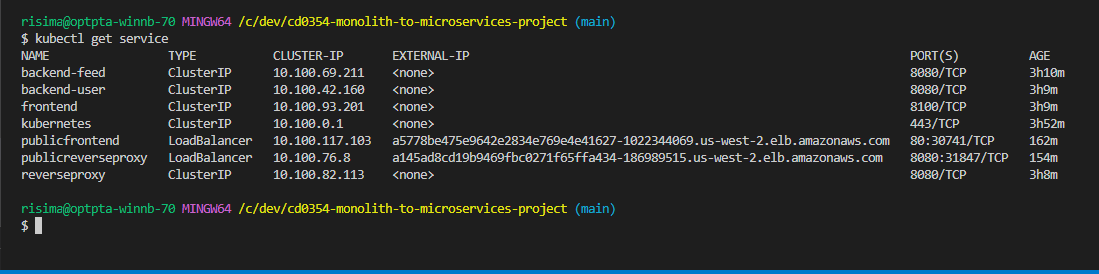 risima@optpta-winnb-70 MINGW64 /c/dev/cd0354-monolith-to-microservices-project (main)
$ kubectl get service
NAME TYPE CLUSTER-IP EXTERNAL-IP PORT(S) AGE
backend-feed ClusterIP 10.100.69.211 <none> 8080/TCP 3h10m
backend-user ClusterIP 10.100.42.160 <none> 8080/TCP 3h9m
frontend ClusterIP 10.100.93.201 <none> 8100/TCP 3h9m
kubernetes ClusterIP 10.100.0.1 <none> 443/TCP 3h52m
publicfrontend LoadBalancer 10.100.117.103 a5778be475e9642e2834e769e4e41627-1022344069.us-west-2.elb.amazonaws.com 80:30741/TCP 162m
publicreverseproxy LoadBalancer 10.100.76.8 a145ad8cd19b9469fbc0271f65ffa434-186989515.us-west-2.elb.amazonaws.com 8080:31847/TCP 154m
reverseproxy ClusterIP 10.100.82.113 <none> 8080/TCP 3h8m
risima@optpta-winnb-70 MINGW64 /c/dev/cd0354-monolith-to-microservices-project (main)
$